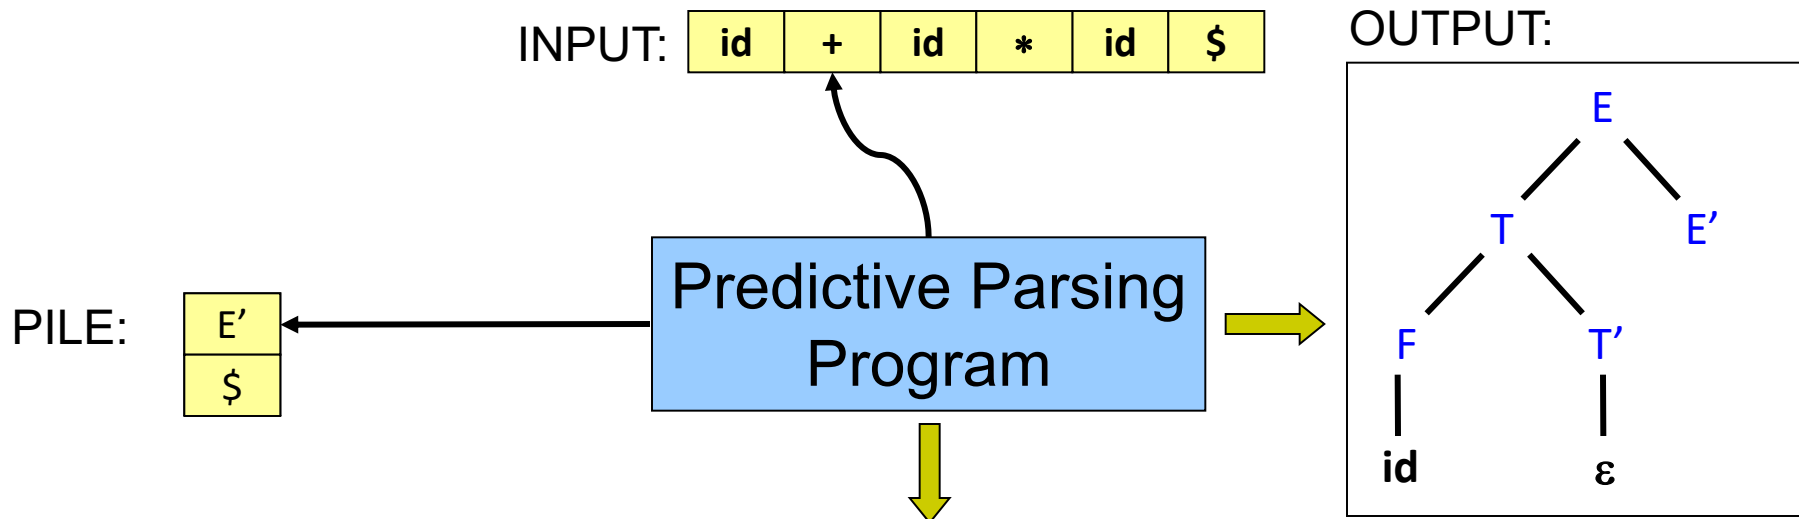 INPUT: id + id * id $
OUTPUT:
E
T E’
F T’
id ε
Predictive Parsing
Program
PILE: E’
$